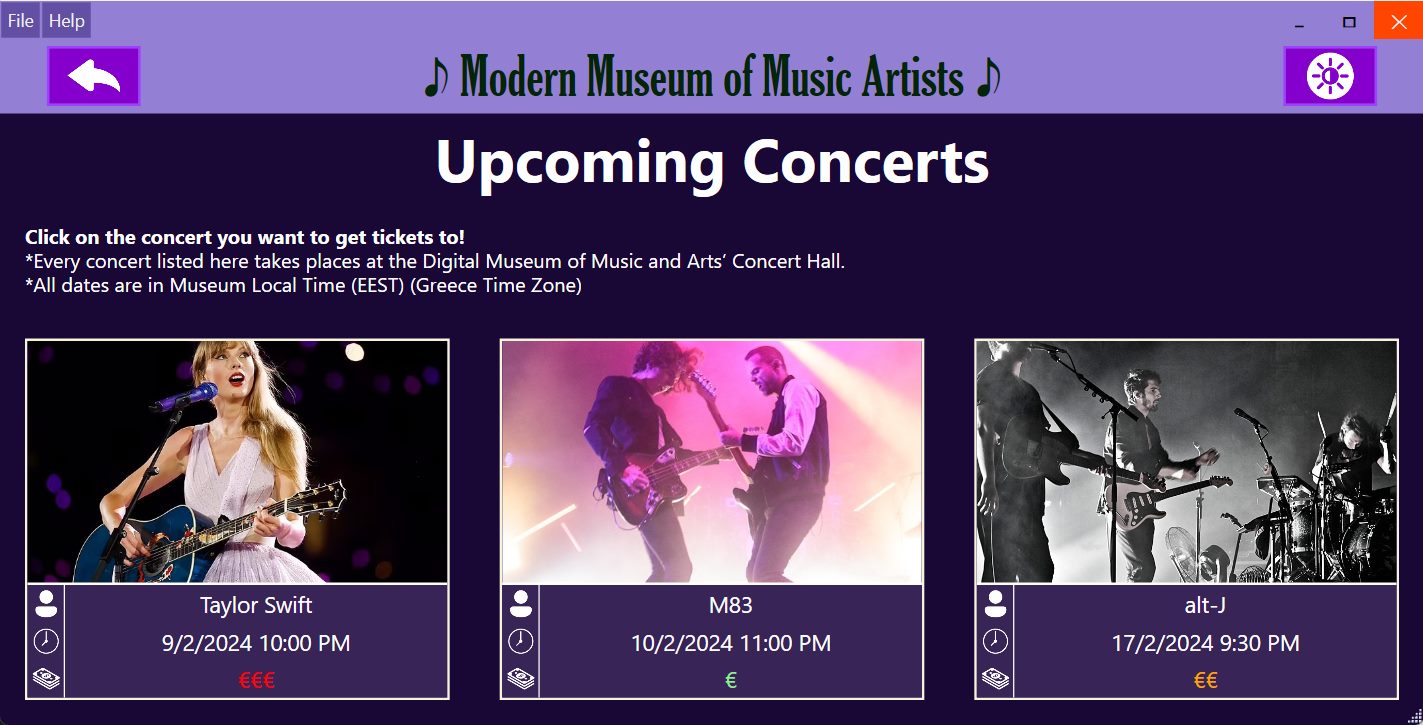 File Help
♪ Modern Museum of Music Artists ♪
Upcoming Concerts
Click on the concert you want to get tickets to!
*Every concert listed here takes places at the Digital Museum of Music and Arts’ Concert Hall.
*All dates are in Museum Local Time (EEST) (Greece Time Zone)
Taylor Swift
9/2/2024 10:00 PM
€€€
M83
10/2/2024 11:00 PM
€
alt-J
17/2/2024 9:30 PM
€€